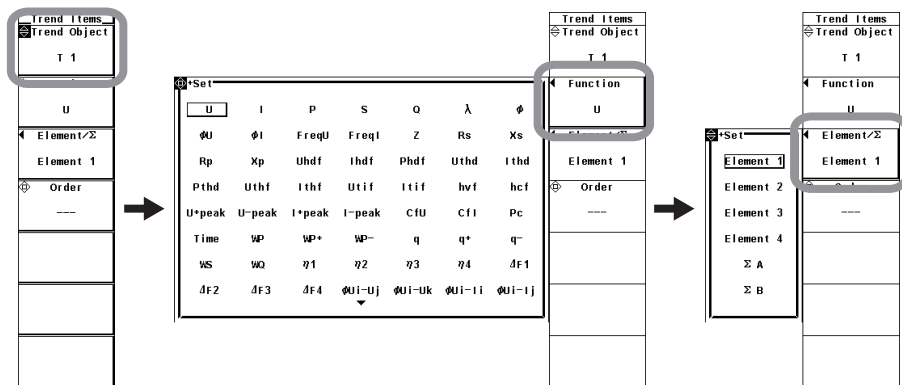 Trend Items
Trend Object
T 1
U
Element/Σ
Element 1
Order
---
+Set
U I P S Q λ ϕ
ϕU ϕI FreqU FreqI Z Rs Xs
Rp Xp Uhdf Ihdf Phdf Uthd Ithd
Pthd Uthf Ithf Utif Itif hvf hcf
U+peak U-peak I+peak I-peak CfU CfI Pc
Time WP WP+ WP- q q+ q-
WS WQ η1 η2 η3 η4 ΔF1
ΔF2 ΔF3 ΔF4 ϕUi-Uj ϕUi-Uk ϕUi-Ii ϕUi-Ij
Trend Items
Trend Object
T 1
Function
U
Element/Σ
Element 1
Order
---
+Set
Element 1
Element 2
Element 3
Element 4
Σ A
Σ B
Trend Items
Trend Object
T 1
Function
U
Element/Σ
Element 1
Order
---